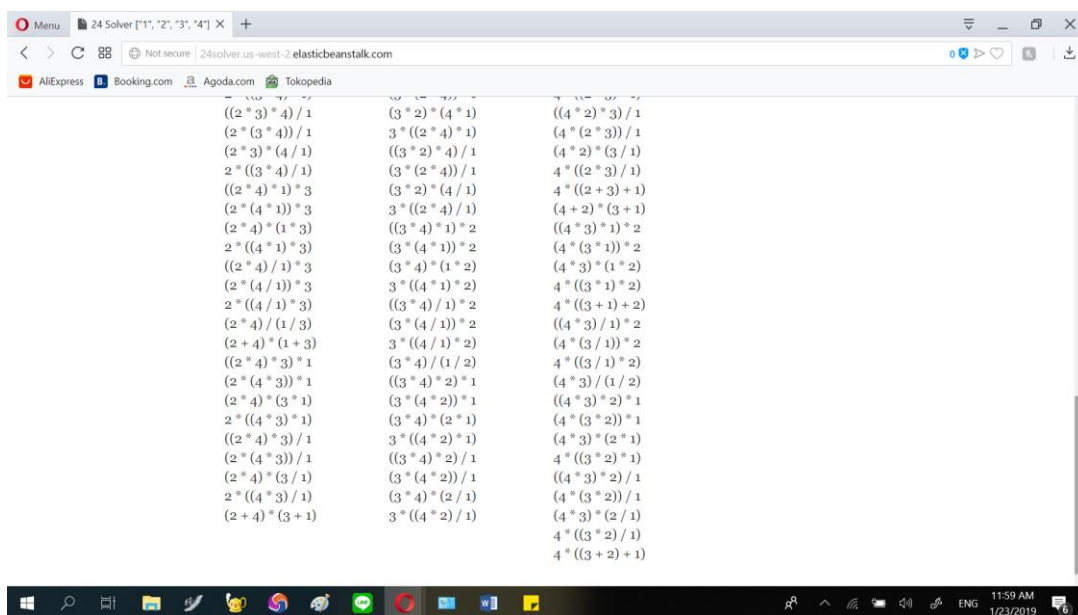 Menu 24 Solver ["1", "2", "3", "4"]
Not secure 24solver.us-west-2.elasticbeanstalk.com
AliExpress B. Booking.com a Agoda.com Tokopedia
((2 * 3) * 4) / 1 (3 * 2) * (4 * 1) ((4 * 2) * 3) / 1
(2 * (3 * 4)) / 1 3 * ((2 * 4) * 1) (4 * (2 * 3)) / 1
(2 * 3) * (4 / 1) ((3 * 2) * 4) / 1 (4 * 2) * (3 / 1)
2 * ((3 * 4) / 1) (3 * (2 * 4)) / 1 4 * ((2 * 3) / 1)
((2 * 4) * 1) * 3 (3 * 2) * (4 / 1) 4 * ((2 + 3) + 1)
(2 * (4 * 1)) * 3 3 * ((2 * 4) / 1) (4 + 2) * (3 + 1)
(2 * 4) * (1 * 3) ((3 * 4) * 1) * 2 ((4 * 3) * 1) * 2
2 * ((4 * 1) * 3) (3 * (4 * 1)) * 2 (4 * (3 * 1)) * 2
((2 * 4) / 1) * 3 (3 * 4) * (1 * 2) (4 * 3) * (1 * 2)
(2 * (4 / 1)) * 3 3 * ((4 * 1) * 2) 4 * ((3 * 1) * 2)
2 * ((4 / 1) * 3) ((3 * 4) / 1) * 2 4 * ((3 + 1) + 2)
(2 * 4) / (1 / 3) (3 * (4 / 1)) * 2 ((4 * 3) / 1) * 2
(2 + 4) * (1 + 3) 3 * ((4 / 1) * 2) (4 * (3 / 1)) * 2
((2 * 4) * 3) * 1 (3 * 4) / (1 / 2) 4 * ((3 / 1) * 2)
(2 * (4 * 3)) * 1 ((3 * 4) * 2) * 1 (4 * 3) / (1 / 2)
(2 * 4) * (3 * 1) (3 * (4 * 2)) * 1 ((4 * 3) * 2) * 1
2 * ((4 * 3) * 1) (3 * 4) * (2 * 1) (4 * (3 * 2)) * 1
((2 * 4) * 3) / 1 3 * ((4 * 2) * 1) (4 * 3) * (2 * 1)
(2 * (4 * 3)) / 1 ((3 * 4) * 2) / 1 4 * ((3 * 2) * 1)
(2 * 4) * (3 / 1) (3 * (4 * 2)) / 1 ((4 * 3) * 2) / 1
2 * ((4 * 3) / 1) (3 * 4) * (2 / 1) (4 * (3 * 2)) / 1
(2 + 4) * (3 + 1) 3 * ((4 * 2) / 1) (4 * 3) * (2 / 1)
4 * ((3 * 2) / 1)
4 * ((3 + 2) + 1)
ENG 11:59 AM
1/23/2019 6